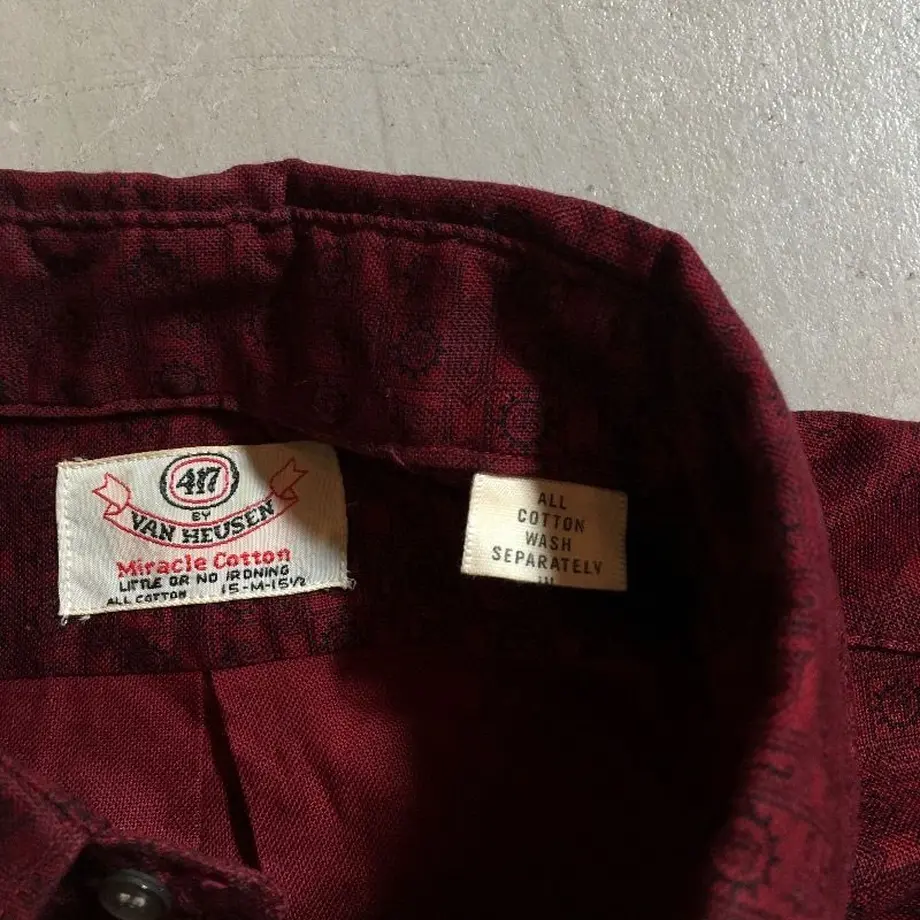 417
BY
VAN HEUSEN
Miracle Cotton
LITTLE OR NO IRONING
ALL COTTON 15-M-15½
ALL
COTTON
WASH
SEPARATELY